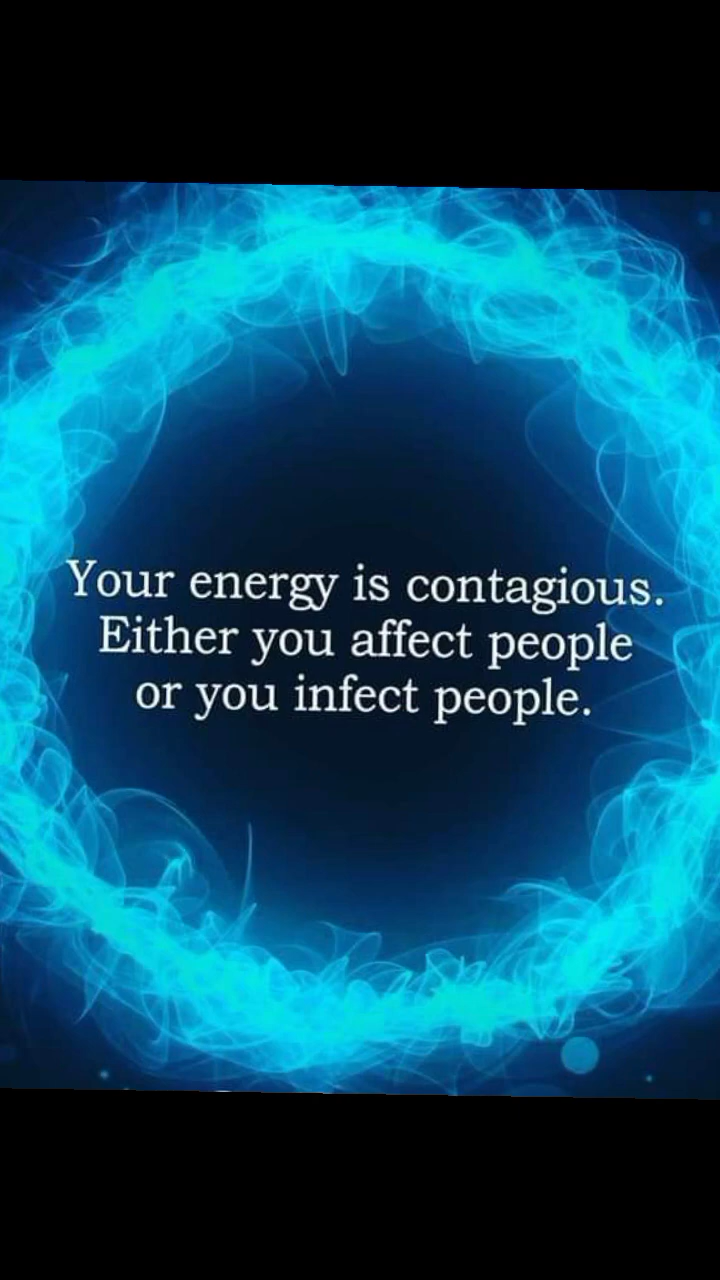 Your energy is contagious.
Either you affect people
or you infect people.